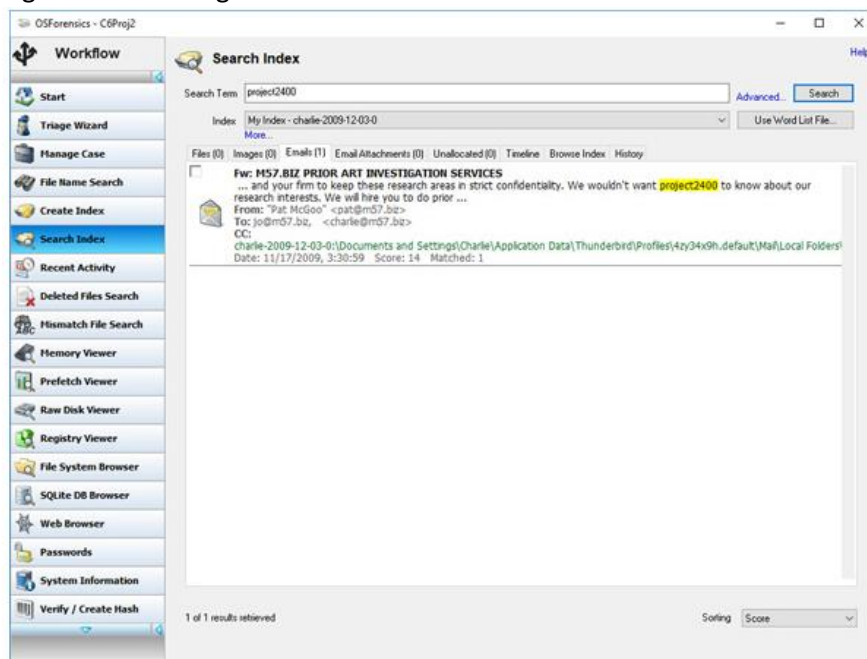 OSForensics - C6Proj2
Workflow
Start
Triage Wizard
Manage Case
File Name Search
Create Index
Search Index
Recent Activity
Deleted Files Search
Mismatch File Search
Memory Viewer
Prefetch Viewer
Raw Disk Viewer
Registry Viewer
File System Browser
SQLite DB Browser
Web Browser
Passwords
System Information
Verify / Create Hash
Search Index
Help
Search Term project2400 Advanced... Search
Index My Index - charlie-2009-12-03-0 Use Word List File...
More...
Files (0) Images (0) Emails (1) Email Attachments (0) Unallocated (0) Timeline Browse Index History
Fw: M57.BIZ PRIOR ART INVESTIGATION SERVICES
... and your firm to keep these research areas in strict confidentiality. We wouldn't want project2400 to know about our
research interests. We will hire you to do prior ...
From: "Pat McGoo" <pat@m57.biz>
To: jo@m57.biz, <charlie@m57.biz>
CC:
charlie-2009-12-03-0:\Documents and Settings\Charlie\Application Data\Thunderbird\Profiles\4zy34x9h.default\Mail\Local Folders\
Date: 11/17/2009, 3:30:59 Score: 14 Matched: 1
1 of 1 results retrieved
Sorting Score